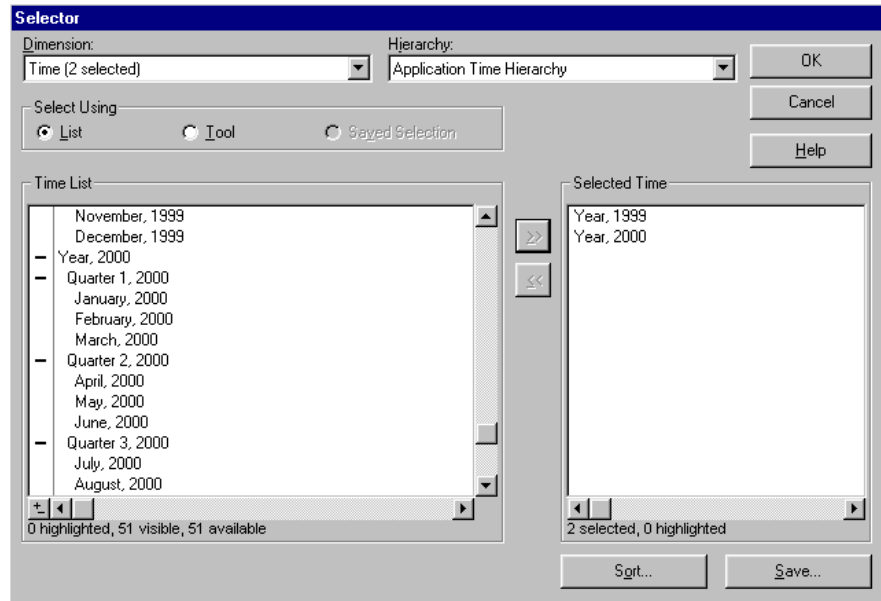 Selector
Dimension:
Hierarchy:
Time (2 selected)
Application Time Hierarchy
OK
Cancel
Help
Select Using
List
Tool
Saved Selection
Time List
November, 1999
December, 1999
Year, 2000
Quarter 1, 2000
January, 2000
February, 2000
March, 2000
Quarter 2, 2000
April, 2000
May, 2000
June, 2000
Quarter 3, 2000
July, 2000
August, 2000
0 highlighted, 51 visible, 51 available
>>
<<
Selected Time
Year, 1999
Year, 2000
2 selected, 0 highlighted
Sort...
Save...